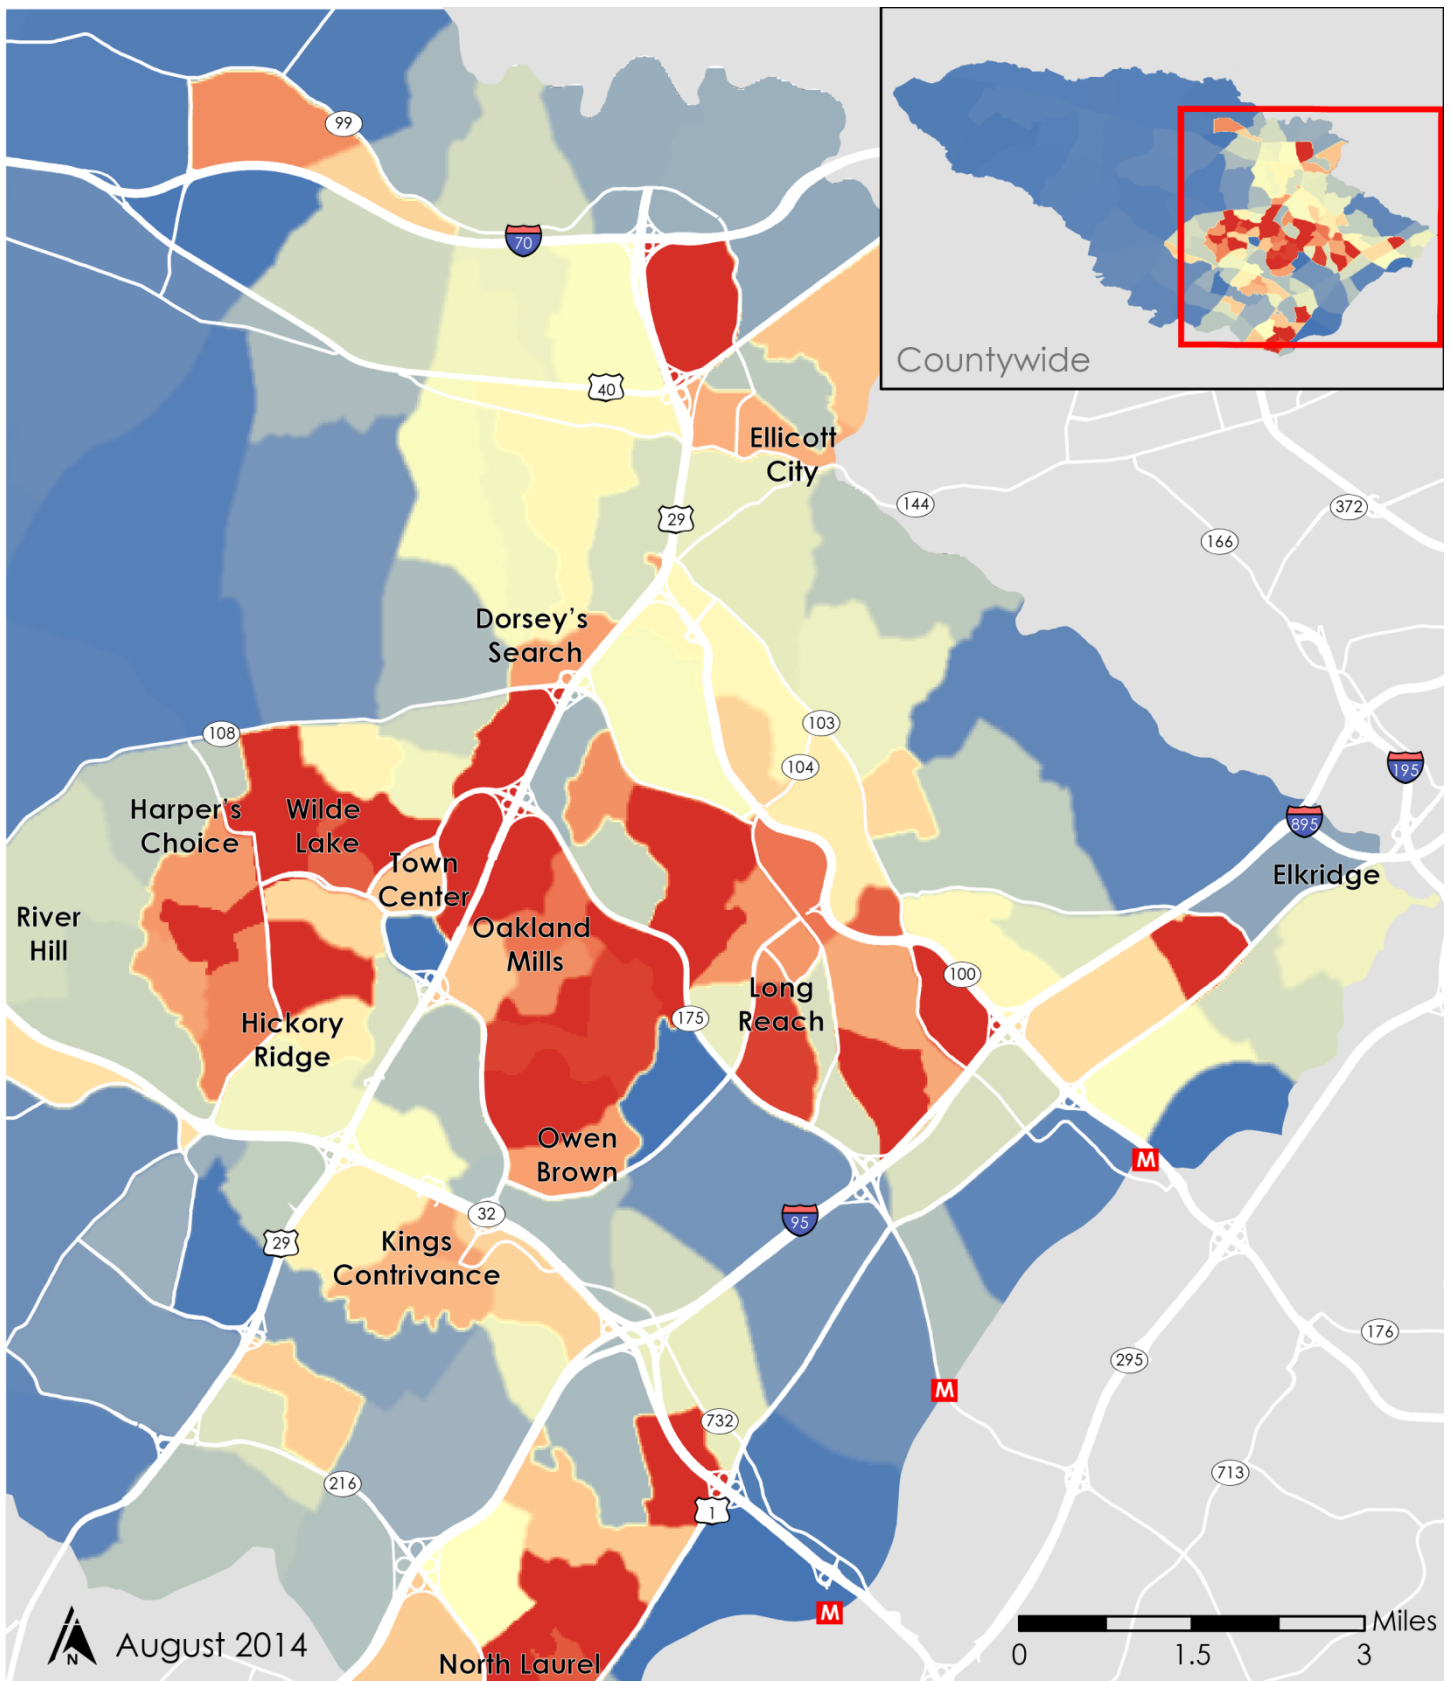 99
Countywide
70
40
Ellicott
City
29
144
372
166
Dorsey's
Search
108
103
104
195
Harper's
Choice
Wilde
Lake
895
Town
Center
Elkridge
River
Hill
Oakland
Mills
100
Long
Reach
175
Hickory
Ridge
Owen
Brown
M
32
95
29
Kings
Contrivance
176
295
M
732
713
216
1
M
Miles
0 1.5 3
N
August 2014
North Laurel